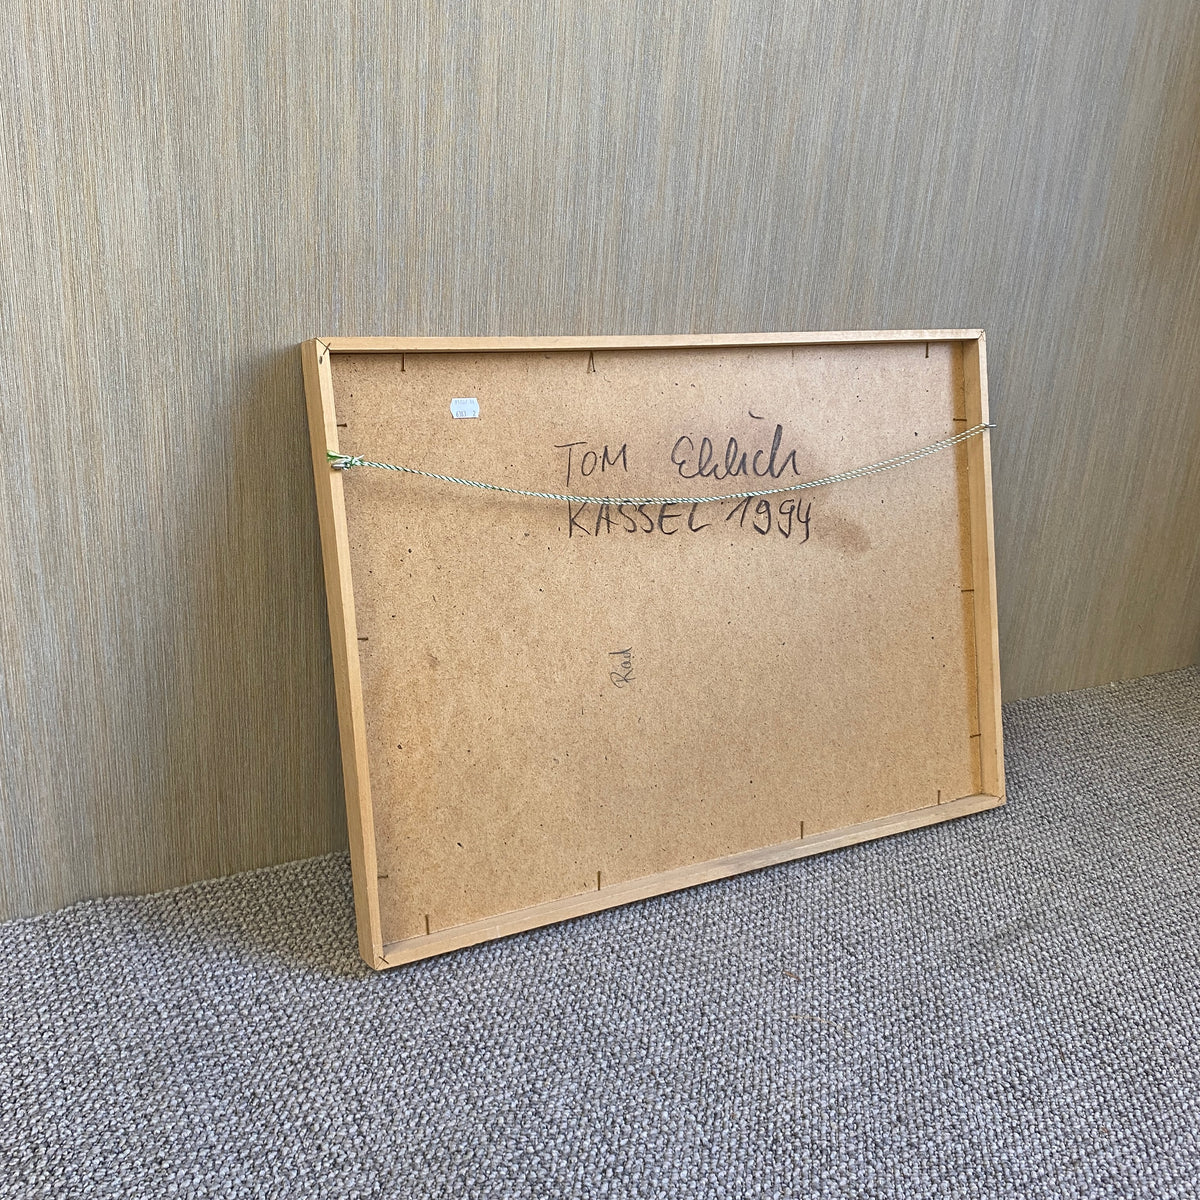 TOM Ehlich
KASSEL 1994
Rad